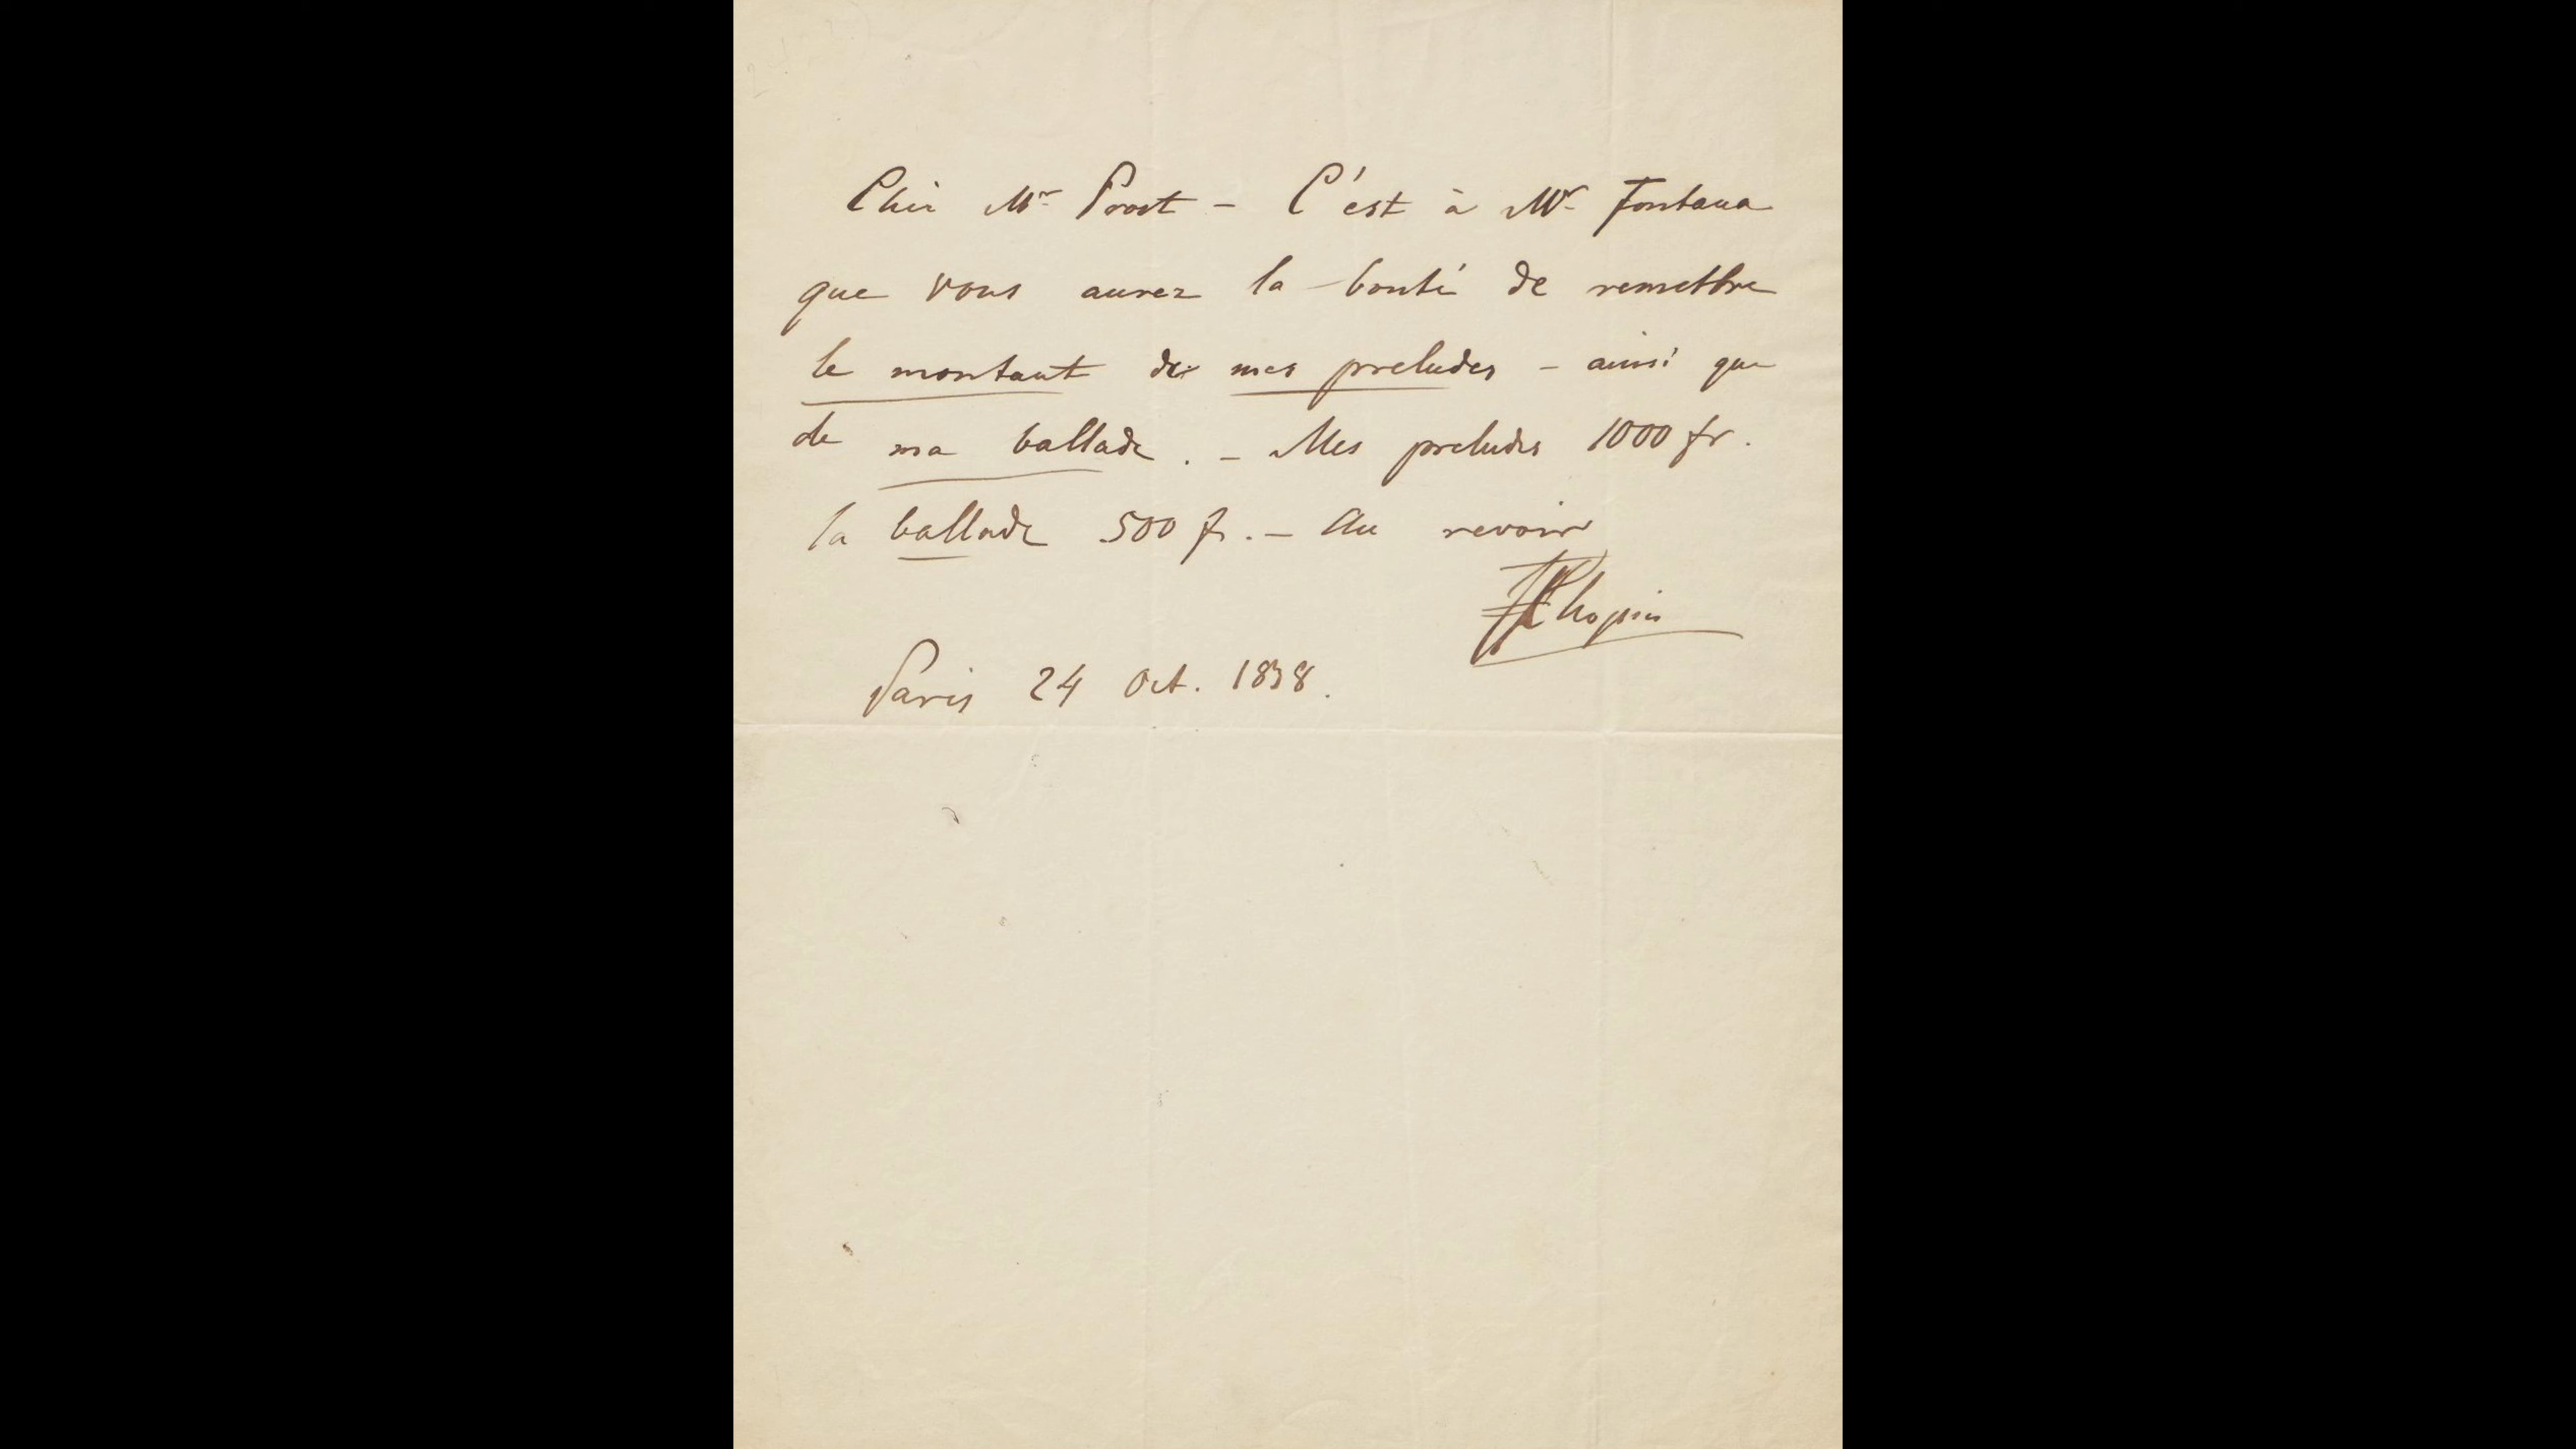 Cher Mr Prost - C'est à Mr Fontana
que vous aurez la bonté de remettre
le montant de mes preludes - ainsi que
de ma ballade. - Mes preludes 1000 fr.
la ballade 500 fr. - Au revoir
FChopin
Paris 24 Oct. 1838.